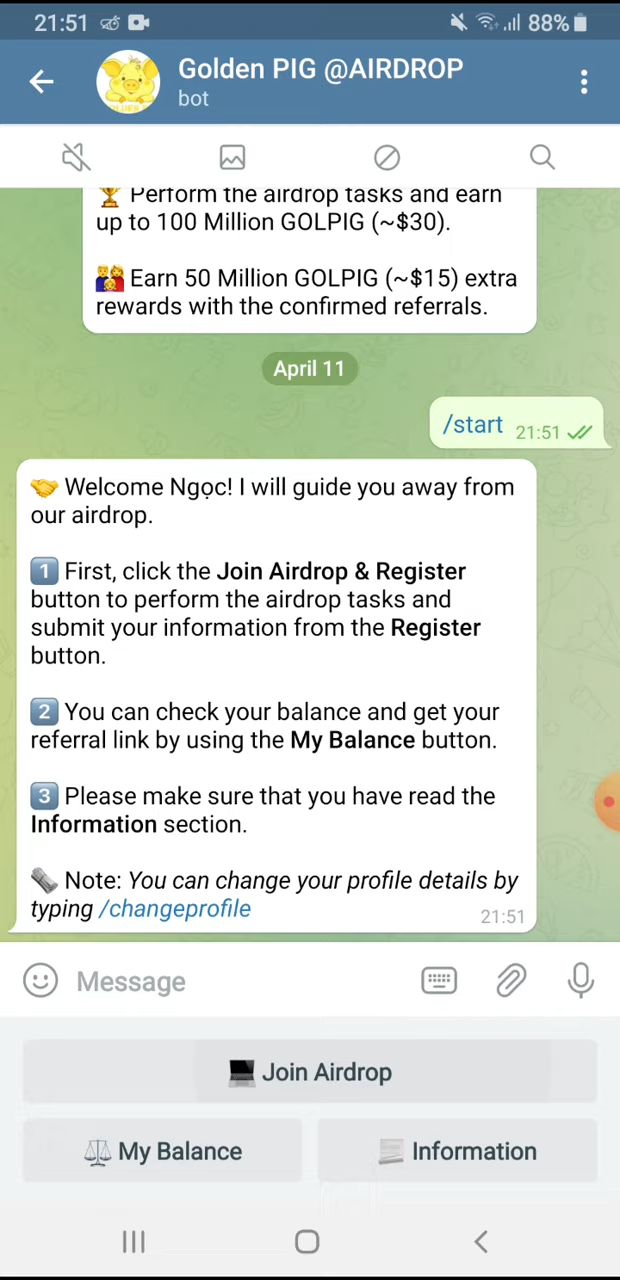 21:51 88%
Golden PIG @AIRDROP
bot
🏆 Perform the airdrop tasks and earn
up to 100 Million GOLPIG (~$30).
👨‍👩‍👧 Earn 50 Million GOLPIG (~$15) extra
rewards with the confirmed referrals.
April 11
/start 21:51
🤝 Welcome Ngọc! I will guide you away from
our airdrop.
1️⃣ First, click the Join Airdrop & Register
button to perform the airdrop tasks and
submit your information from the Register
button.
2️⃣ You can check your balance and get your
referral link by using the My Balance button.
3️⃣ Please make sure that you have read the
Information section.
🗞 Note: You can change your profile details by
typing /changeprofile 21:51
Message
💻 Join Airdrop
⚖ My Balance 📃 Information